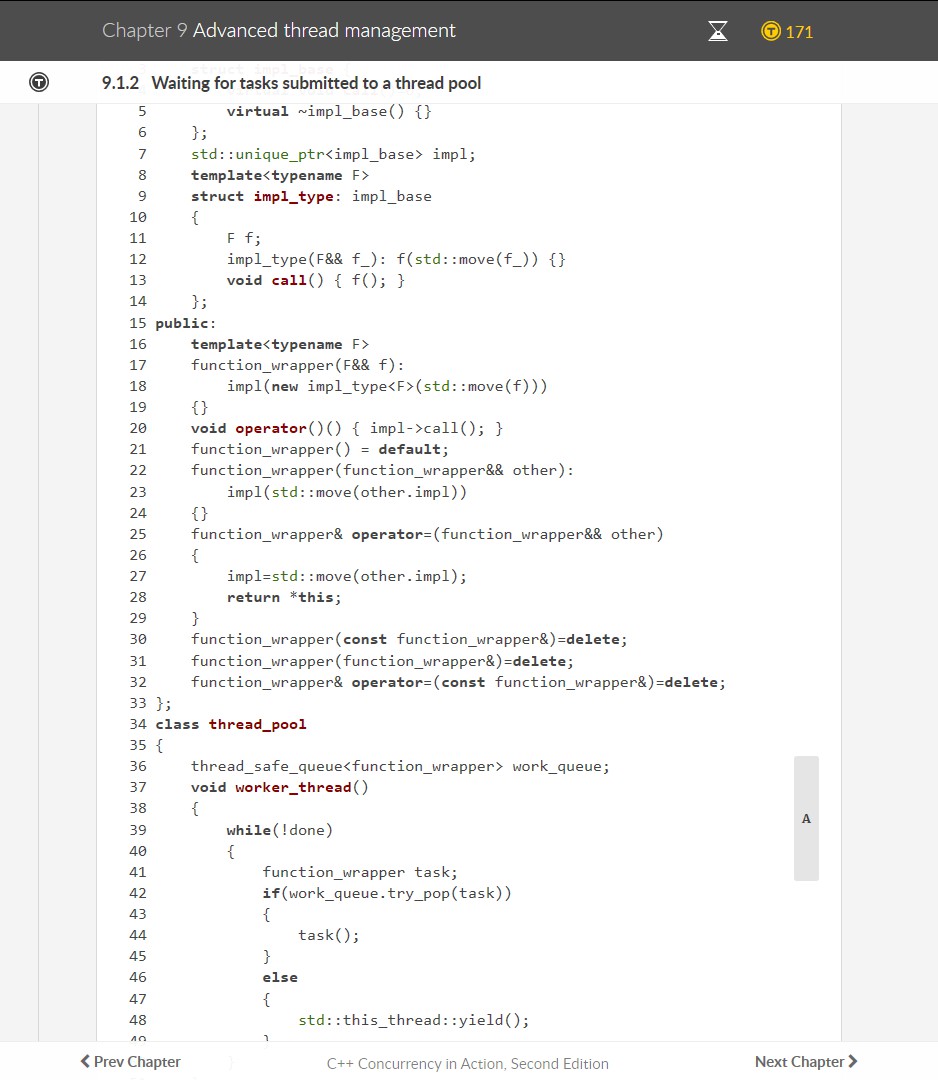 Chapter 9 Advanced thread management
171
9.1.2 Waiting for tasks submitted to a thread pool
5 virtual ~impl_base() {}
6 };
7 std::unique_ptr<impl_base> impl;
8 template<typename F>
9 struct impl_type: impl_base
10 {
11 F f;
12 impl_type(F&& f_): f(std::move(f_)) {}
13 void call() { f(); }
14 };
15 public:
16 template<typename F>
17 function_wrapper(F&& f):
18 impl(new impl_type<F>(std::move(f)))
19 {}
20 void operator()() { impl->call(); }
21 function_wrapper() = default;
22 function_wrapper(function_wrapper&& other):
23 impl(std::move(other.impl))
24 {}
25 function_wrapper& operator=(function_wrapper&& other)
26 {
27 impl=std::move(other.impl);
28 return *this;
29 }
30 function_wrapper(const function_wrapper&)=delete;
31 function_wrapper(function_wrapper&)=delete;
32 function_wrapper& operator=(const function_wrapper&)=delete;
33 };
34 class thread_pool
35 {
36 thread_safe_queue<function_wrapper> work_queue;
37 void worker_thread()
38 {
39 while(!done)
40 {
41 function_wrapper task;
42 if(work_queue.try_pop(task))
43 {
44 task();
45 }
46 else
47 {
48 std::this_thread::yield();
49 }
A
Prev Chapter
C++ Concurrency in Action, Second Edition
Next Chapter